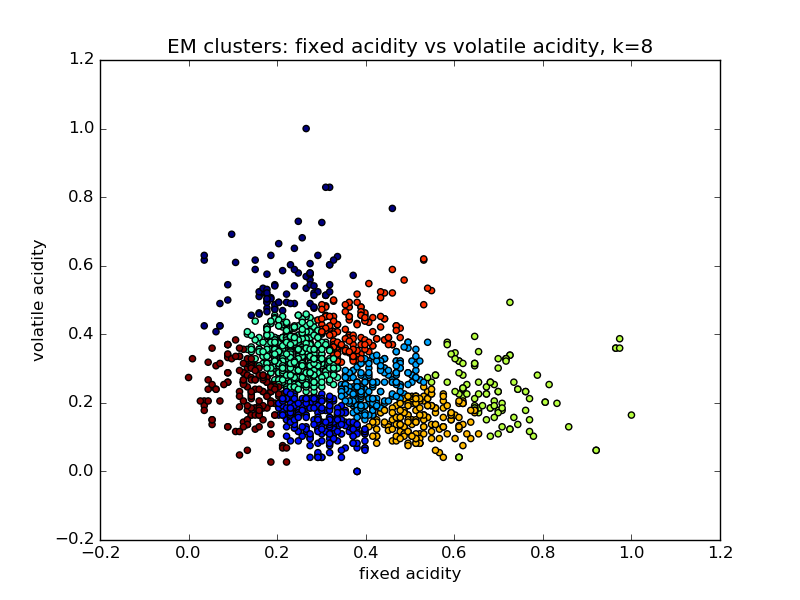 EM clusters: fixed acidity vs volatile acidity, k=8
1.2
1.0
0.8
0.6
0.4
0.2
0.0
−0.2
volatile acidity
−0.2 0.0 0.2 0.4 0.6 0.8 1.0 1.2
fixed acidity